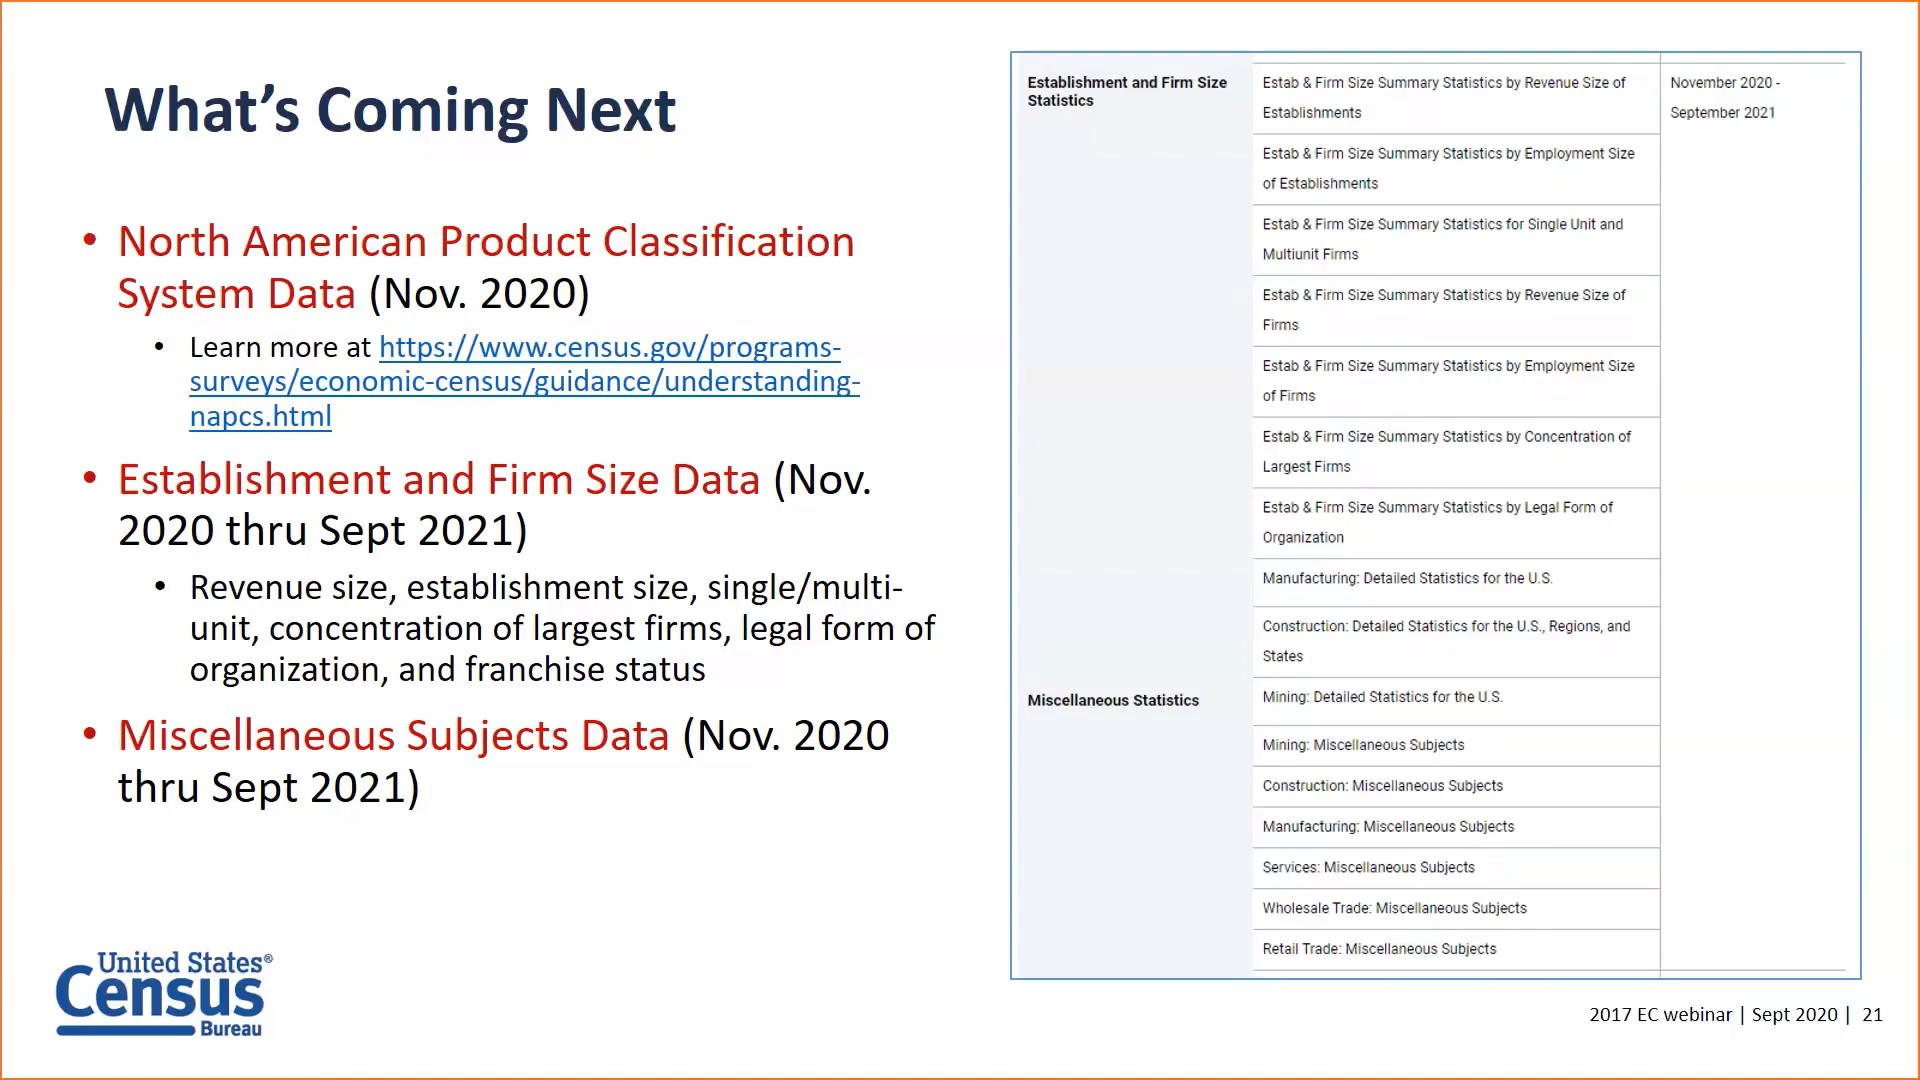 What's Coming Next
• North American Product Classification
System Data (Nov. 2020)
• Learn more at https://www.census.gov/programs-
surveys/economic-census/guidance/understanding-
napcs.html
• Establishment and Firm Size Data (Nov.
2020 thru Sept 2021)
• Revenue size, establishment size, single/multi-
unit, concentration of largest firms, legal form of
organization, and franchise status
• Miscellaneous Subjects Data (Nov. 2020
thru Sept 2021)
Establishment and Firm Size
Statistics
Estab & Firm Size Summary Statistics by Revenue Size of
Establishments
November 2020 -
September 2021
Estab & Firm Size Summary Statistics by Employment Size
of Establishments
Estab & Firm Size Summary Statistics for Single Unit and
Multiunit Firms
Estab & Firm Size Summary Statistics by Revenue Size of
Firms
Estab & Firm Size Summary Statistics by Employment Size
of Firms
Estab & Firm Size Summary Statistics by Concentration of
Largest Firms
Estab & Firm Size Summary Statistics by Legal Form of
Organization
Manufacturing: Detailed Statistics for the U.S.
Construction: Detailed Statistics for the U.S., Regions, and
States
Miscellaneous Statistics
Mining: Detailed Statistics for the U.S.
Mining: Miscellaneous Subjects
Construction: Miscellaneous Subjects
Manufacturing: Miscellaneous Subjects
Services: Miscellaneous Subjects
Wholesale Trade: Miscellaneous Subjects
Retail Trade: Miscellaneous Subjects
United States®
Census
Bureau
2017 EC webinar | Sept 2020 | 21